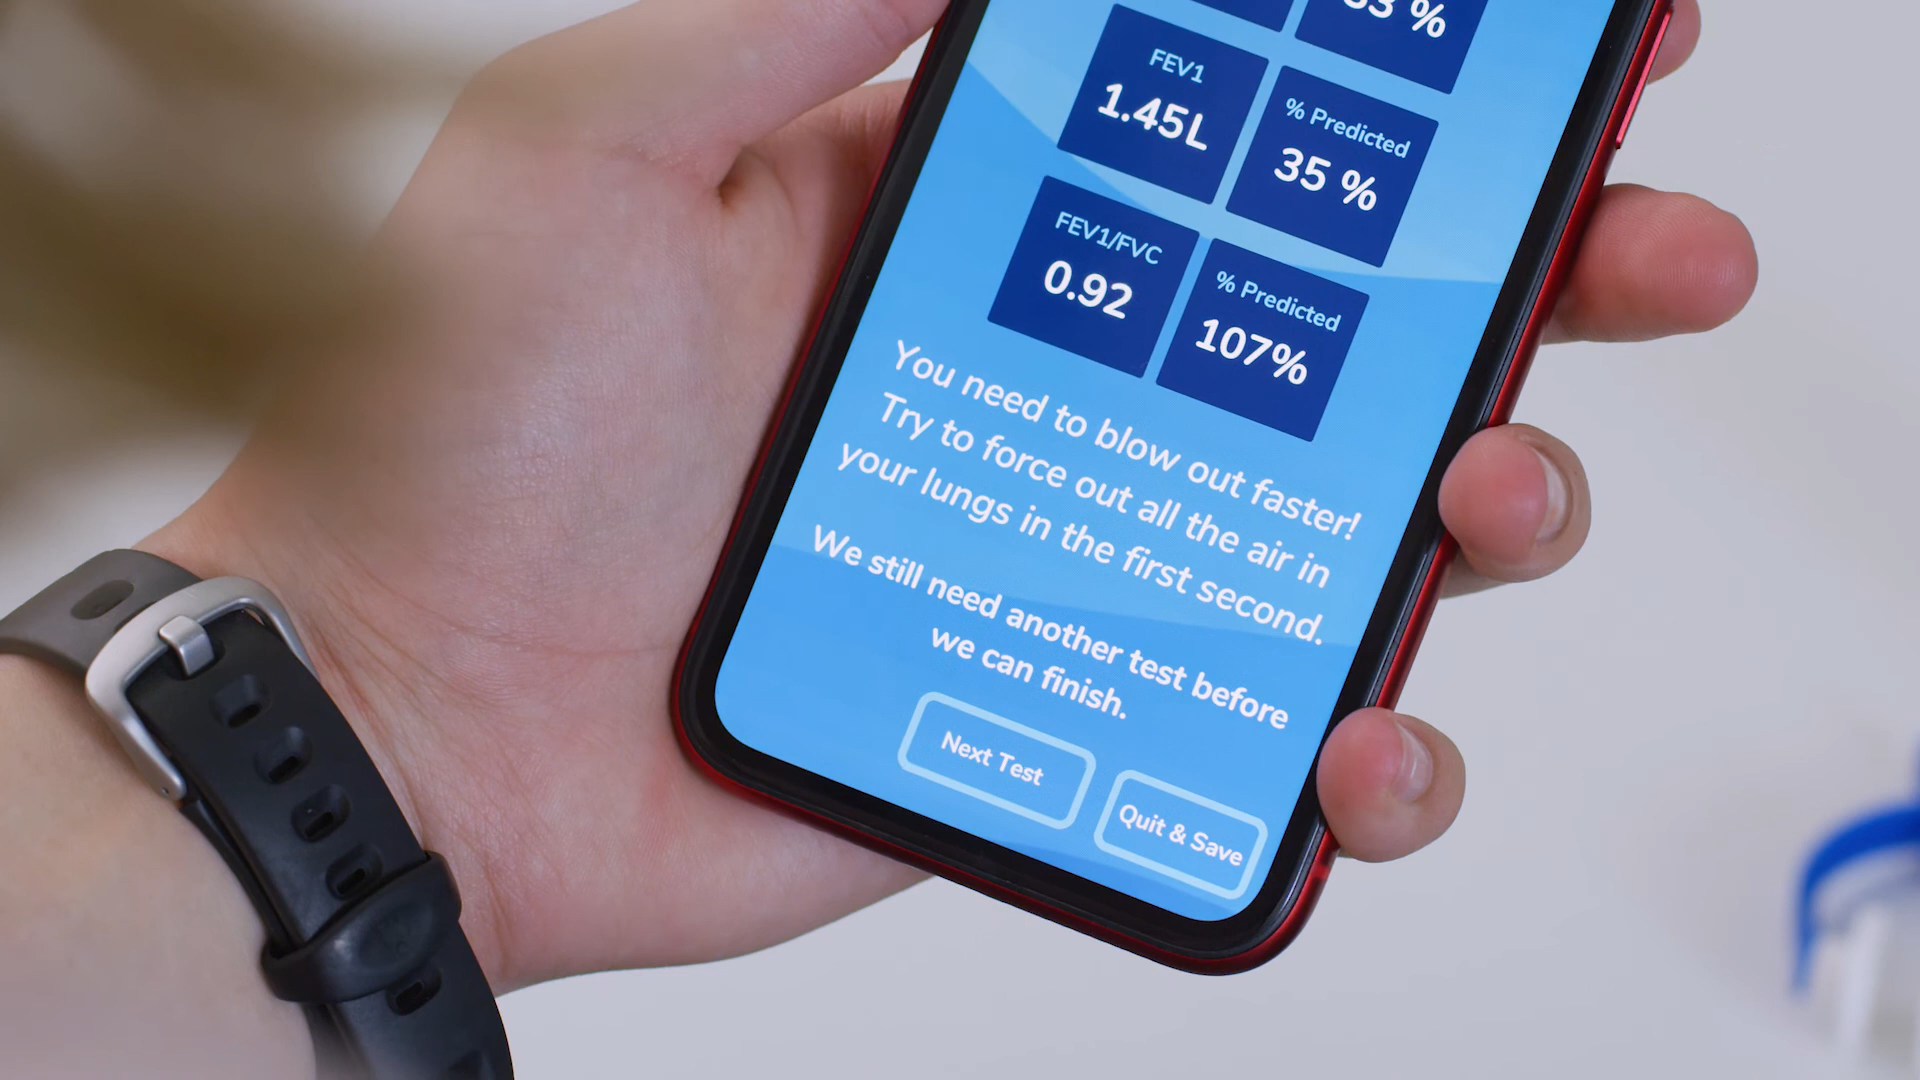 FEV1
1.45L
% Predicted
35 %
FEV1/FVC
0.92
% Predicted
107%
You need to blow out faster!
Try to force out all the air in
your lungs in the first second.
We still need another test before
we can finish.
Next Test
Quit & Save